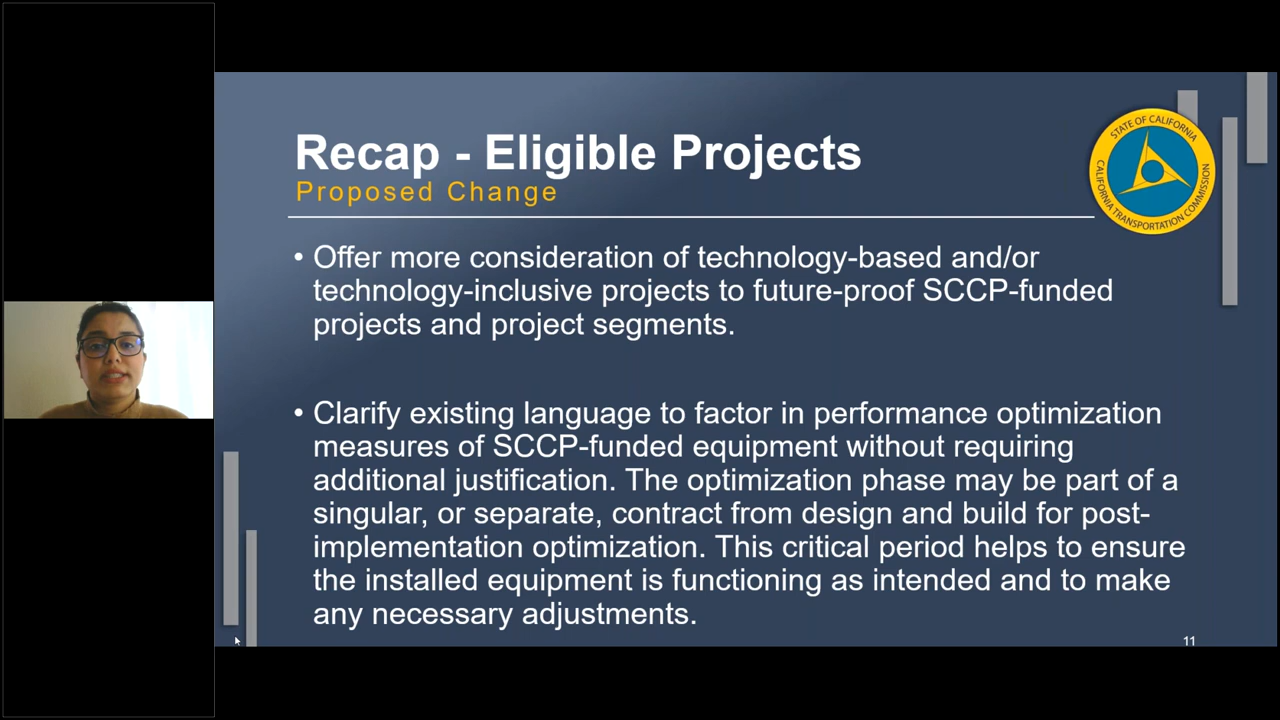 Recap - Eligible Projects
Proposed Change
STATE OF CALIFORNIA
CALIFORNIA TRANSPORTATION COMMISSION
• Offer more consideration of technology-based and/or
technology-inclusive projects to future-proof SCCP-funded
projects and project segments.
• Clarify existing language to factor in performance optimization
measures of SCCP-funded equipment without requiring
additional justification. The optimization phase may be part of a
singular, or separate, contract from design and build for post-
implementation optimization. This critical period helps to ensure
the installed equipment is functioning as intended and to make
any necessary adjustments.
11